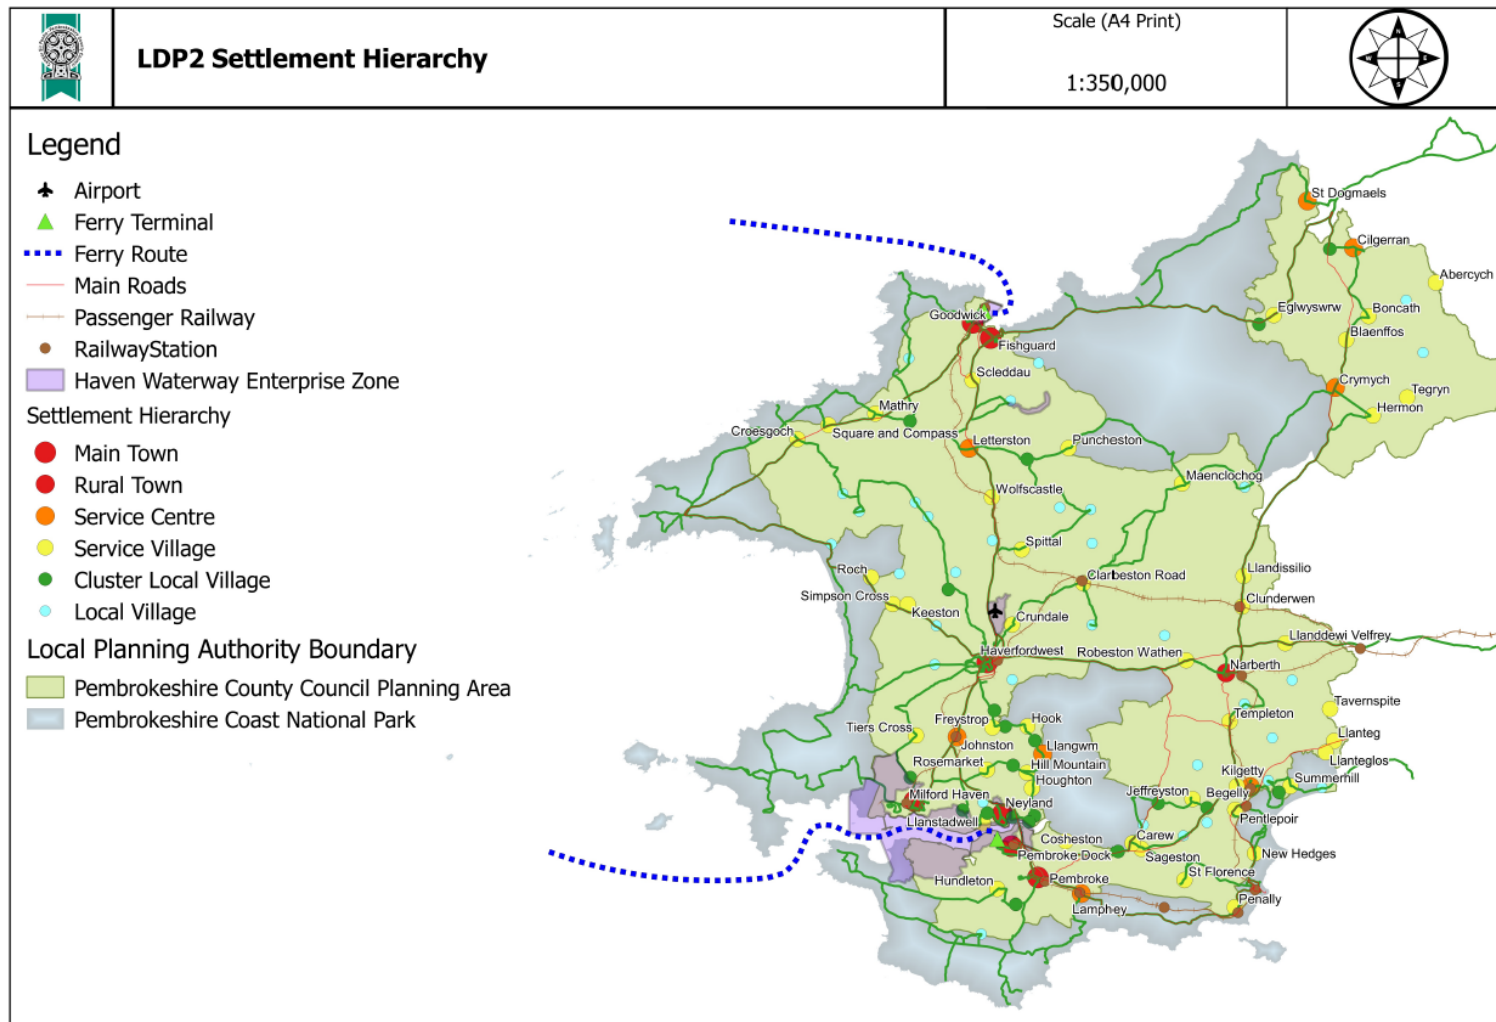 LDP2 Settlement Hierarchy
Scale (A4 Print)
1:350,000
N
W
E
S
Legend
Airport
Ferry Terminal
Ferry Route
Main Roads
Passenger Railway
RailwayStation
Haven Waterway Enterprise Zone
Settlement Hierarchy
Main Town
Rural Town
Service Centre
Service Village
Cluster Local Village
Local Village
Local Planning Authority Boundary
Pembrokeshire County Council Planning Area
Pembrokeshire Coast National Park
St Dogmaels
Cilgerran
Abercych
Eglwyswrw
Boncath
Goodwick
Blaenffos
Fishguard
Scleddau
Crymych
Tegryn
Mathry
Hermon
Croesgoch
Square and Compass
Letterston
Puncheston
Maenclochog
Wolfscastle
Spittal
Roch
Clarbeston Road
Llandissilio
Simpson Cross
Keeston
Clunderwen
Crundale
Llanddewi Velfrey
Haverfordwest
Robeston Wathen
Narberth
Tavernspite
Freystrop
Hook
Templeton
Tiers Cross
Llanteg
Johnston
Llangwm
Llanteglos
Rosemarket
Hill Mountain
Houghton
Kilgetty
Summerhill
Milford Haven
Neyland
Jeffreyston
Begelly
Llanstadwell
Pentlepoir
Cosheston
Carew
Pembroke Dock
Sageston
New Hedges
Hundleton
Pembroke
St Florence
Lamphey
Penally